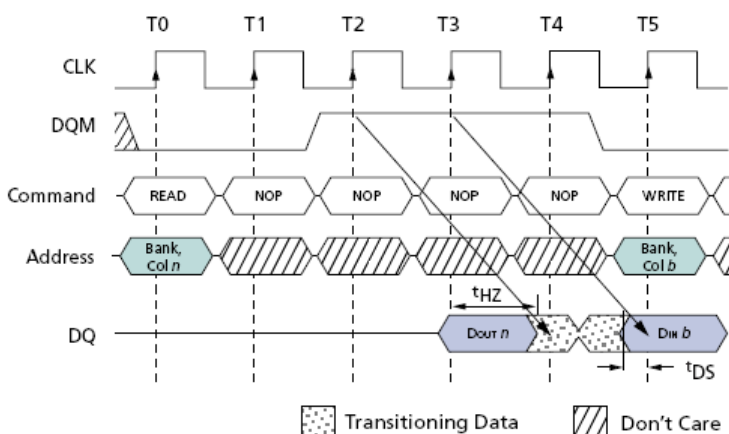 T0 T1 T2 T3 T4 T5
CLK
DQM
Command READ NOP NOP NOP NOP WRITE
Address Bank, Col n Bank, Col b
tHZ
DQ DOUT n DIN b
tDS
Transitioning Data Don't Care